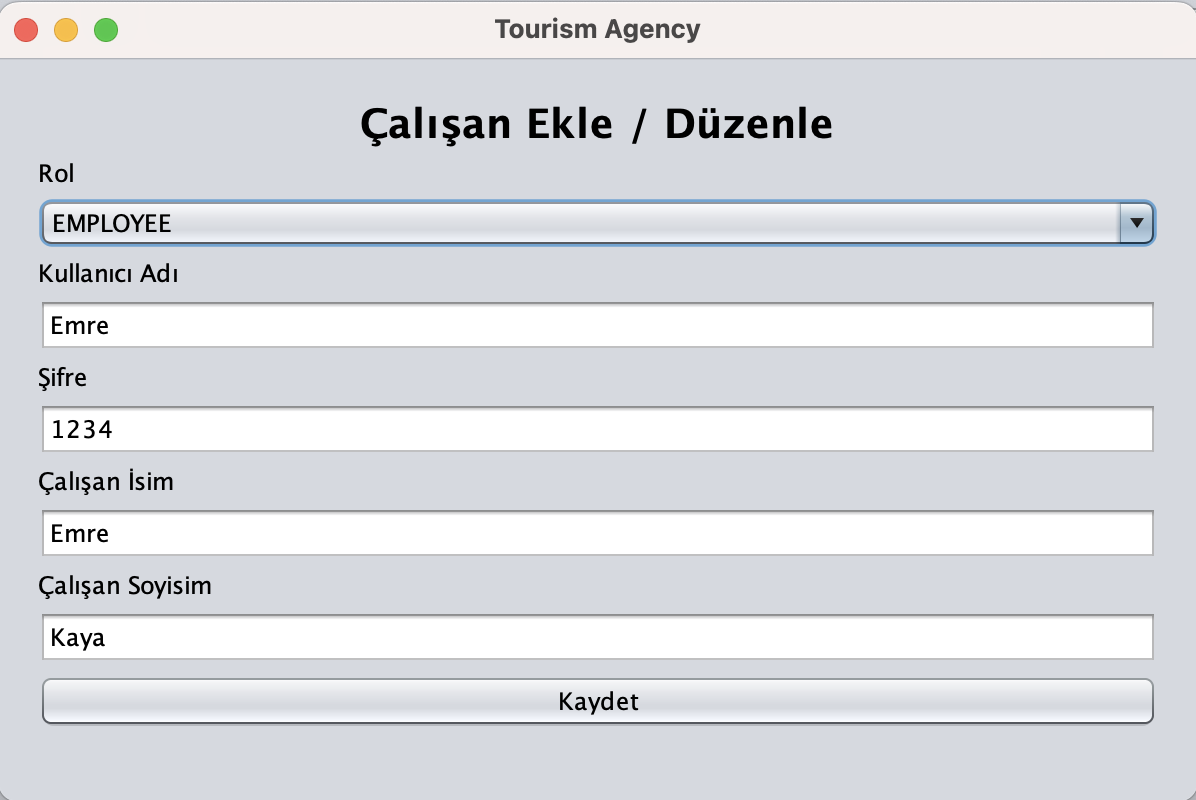 Tourism Agency
Çalışan Ekle / Düzenle
Rol
EMPLOYEE
Kullanıcı Adı
Emre
Şifre
1234
Çalışan İsim
Emre
Çalışan Soyisim
Kaya
Kaydet